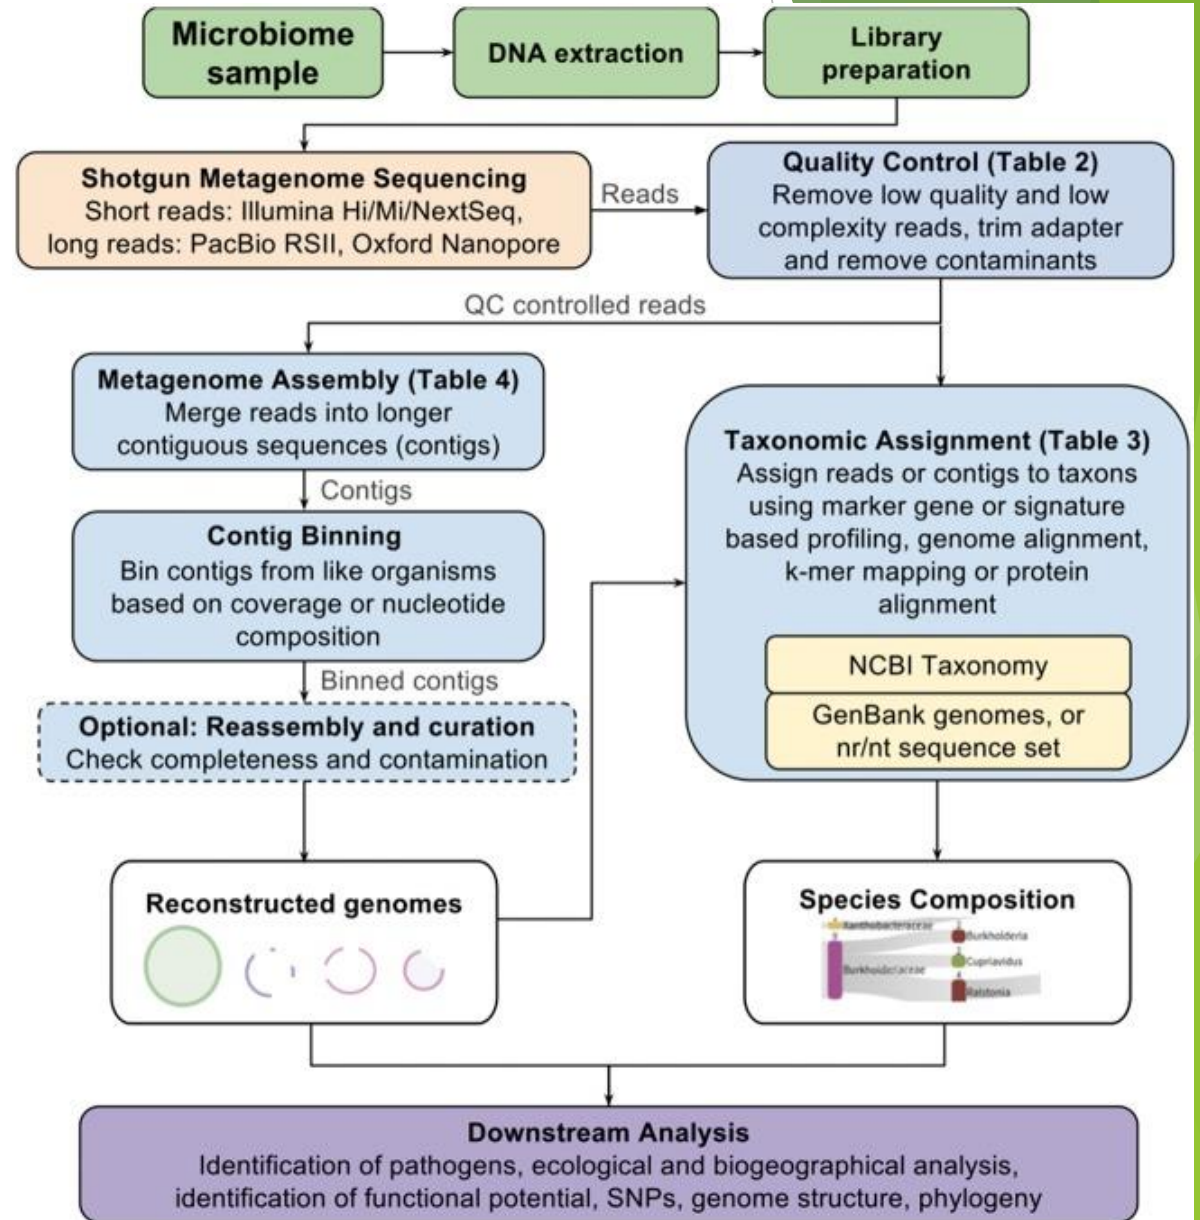 Microbiome
sample
DNA extraction
Library
preparation
Shotgun Metagenome Sequencing
Short reads: Illumina Hi/Mi/NextSeq,
long reads: PacBio RSII, Oxford Nanopore
Reads
Quality Control (Table 2)
Remove low quality and low
complexity reads, trim adapter
and remove contaminants
QC controlled reads
Metagenome Assembly (Table 4)
Merge reads into longer
contiguous sequences (contigs)
Contigs
Contig Binning
Bin contigs from like organisms
based on coverage or nucleotide
composition
Binned contigs
Optional: Reassembly and curation
Check completeness and contamination
Taxonomic Assignment (Table 3)
Assign reads or contigs to taxons
using marker gene or signature
based profiling, genome alignment,
k-mer mapping or protein
alignment
NCBI Taxonomy
GenBank genomes, or
nr/nt sequence set
Reconstructed genomes
Species Composition
Xanthobacteraceae
Burkholderia
Cupriavidus
Ralstonia
Downstream Analysis
Identification of pathogens, ecological and biogeographical analysis,
identification of functional potential, SNPs, genome structure, phylogeny